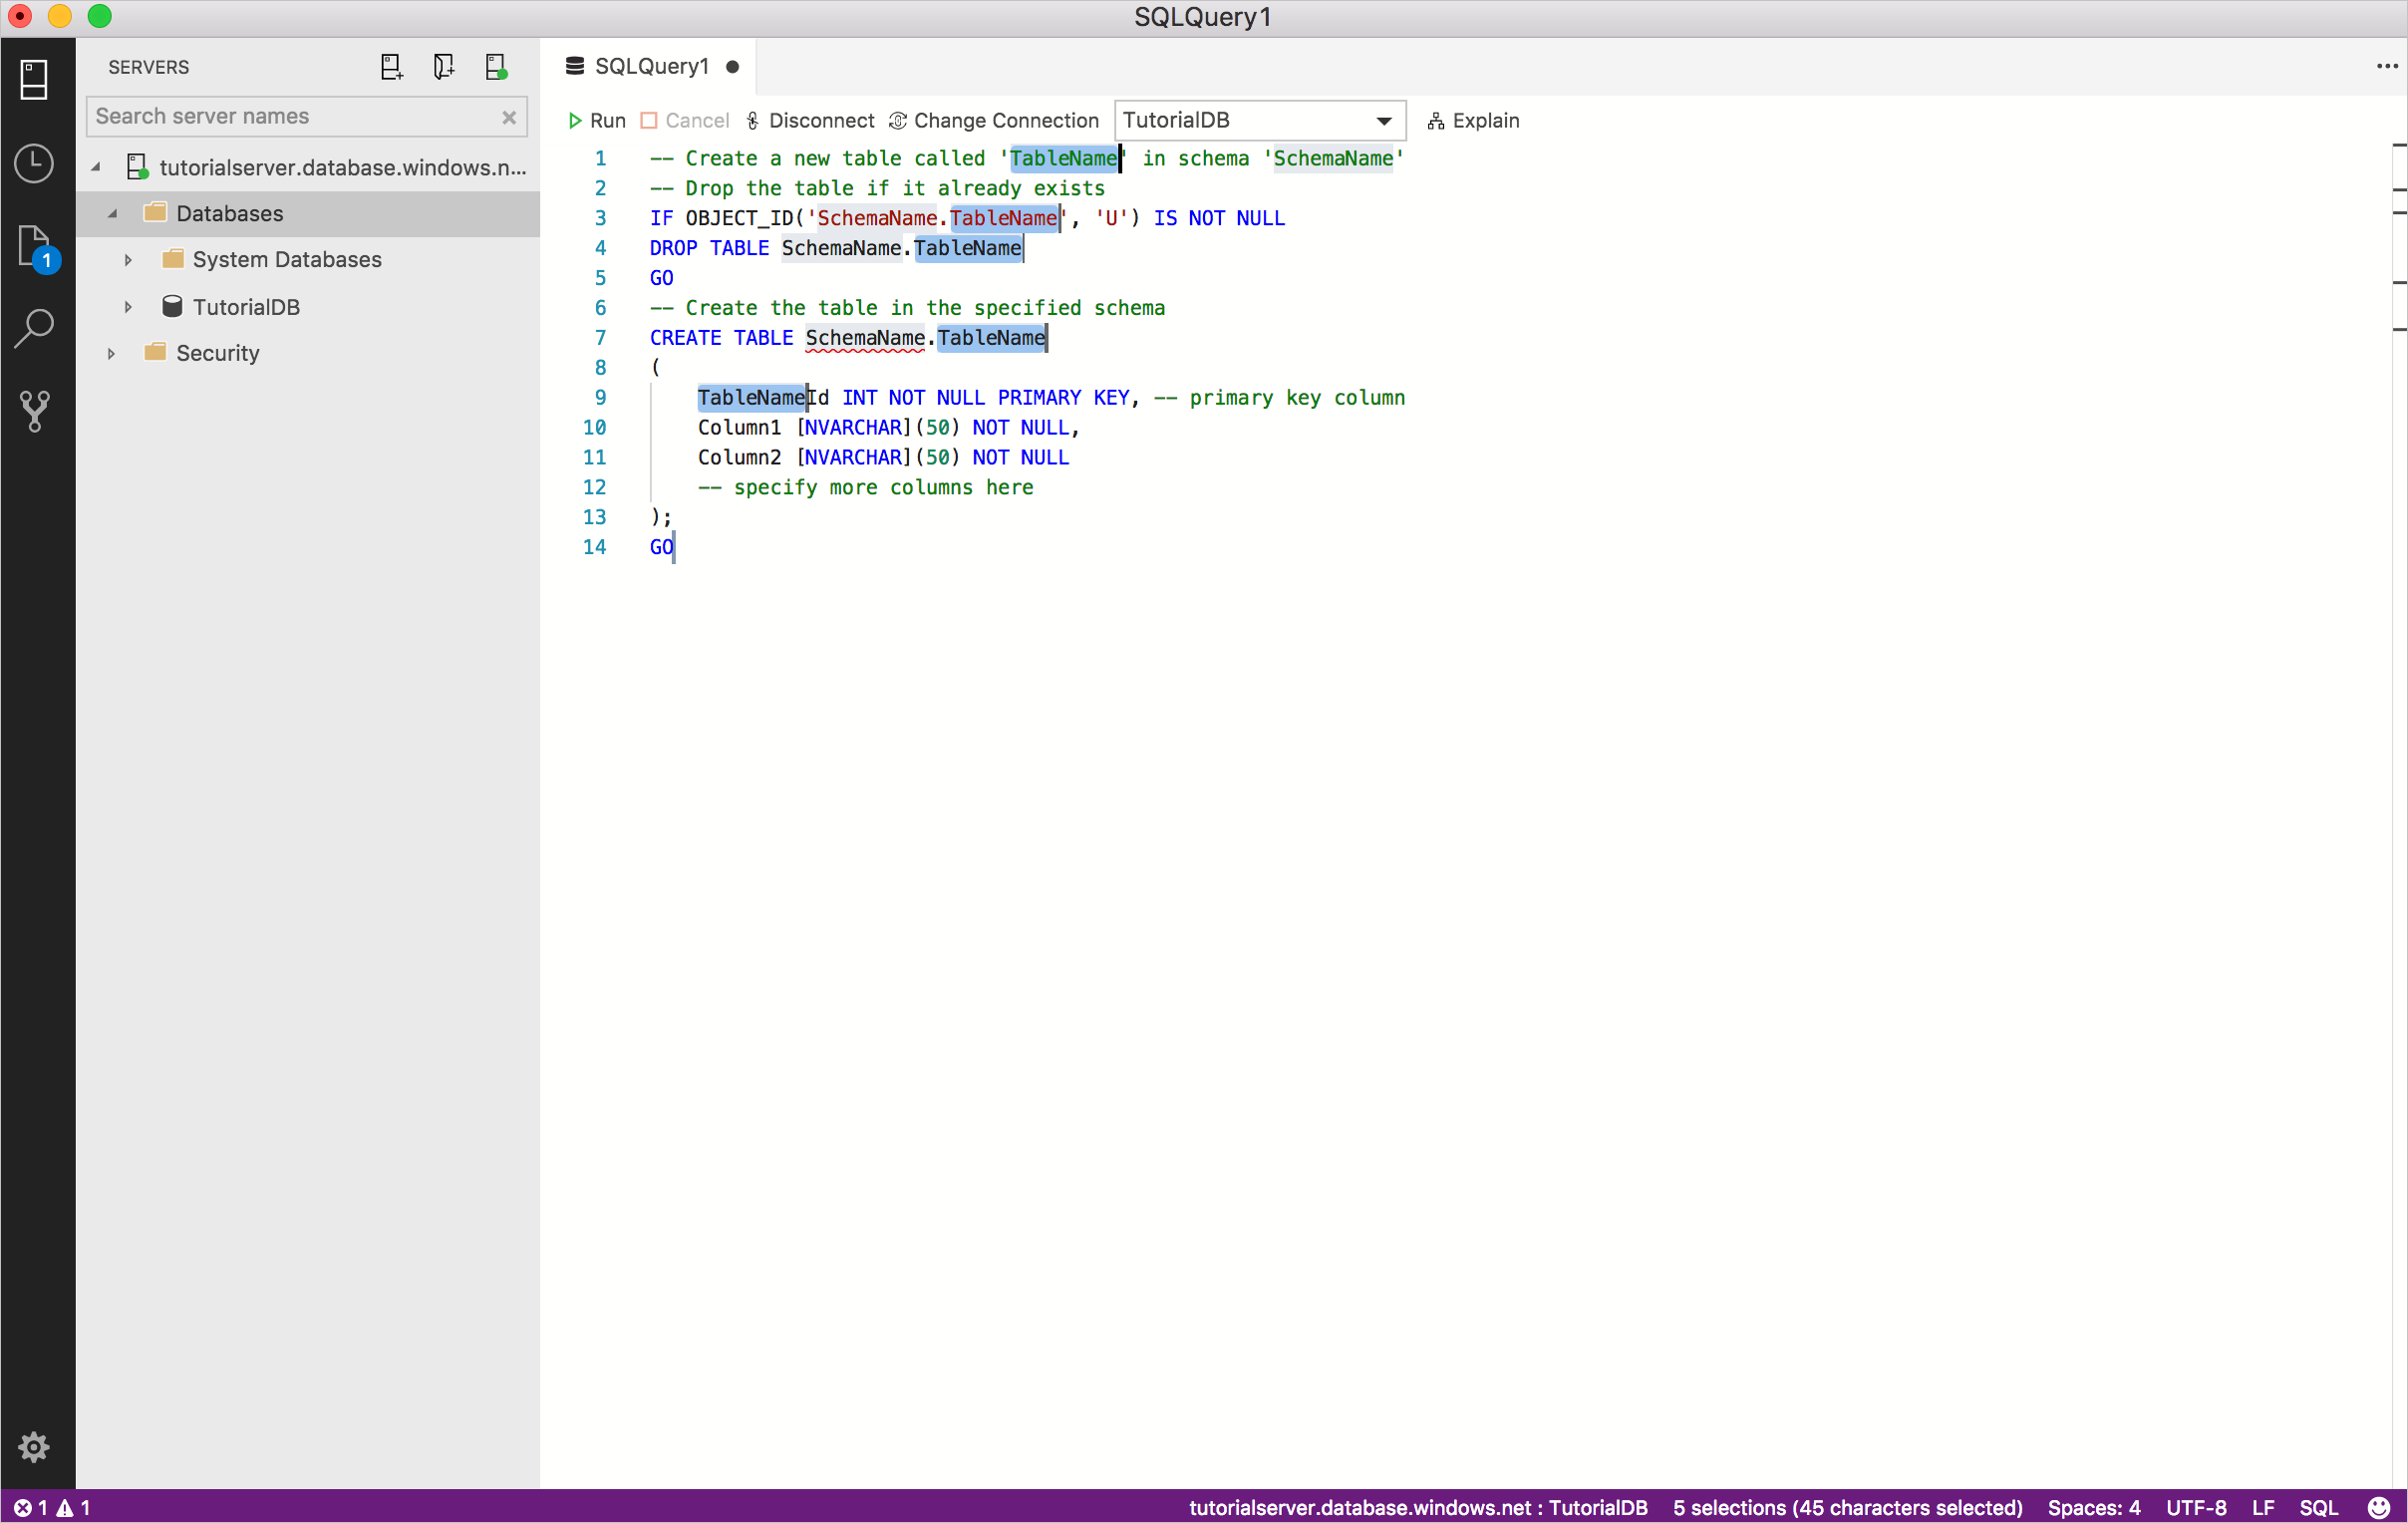 SQLQuery1
SERVERS
Search server names
tutorialserver.database.windows.n...
Databases
System Databases
TutorialDB
Security
1
SQLQuery1
Run Cancel Disconnect Change Connection TutorialDB Explain
1 -- Create a new table called 'TableName' in schema 'SchemaName'
2 -- Drop the table if it already exists
3 IF OBJECT_ID('SchemaName.TableName', 'U') IS NOT NULL
4 DROP TABLE SchemaName.TableName
5 GO
6 -- Create the table in the specified schema
7 CREATE TABLE SchemaName.TableName
8 (
9 TableNameId INT NOT NULL PRIMARY KEY, -- primary key column
10 Column1 [NVARCHAR](50) NOT NULL,
11 Column2 [NVARCHAR](50) NOT NULL
12 -- specify more columns here
13 );
14 GO
1 1 tutorialserver.database.windows.net : TutorialDB 5 selections (45 characters selected) Spaces: 4 UTF-8 LF SQL